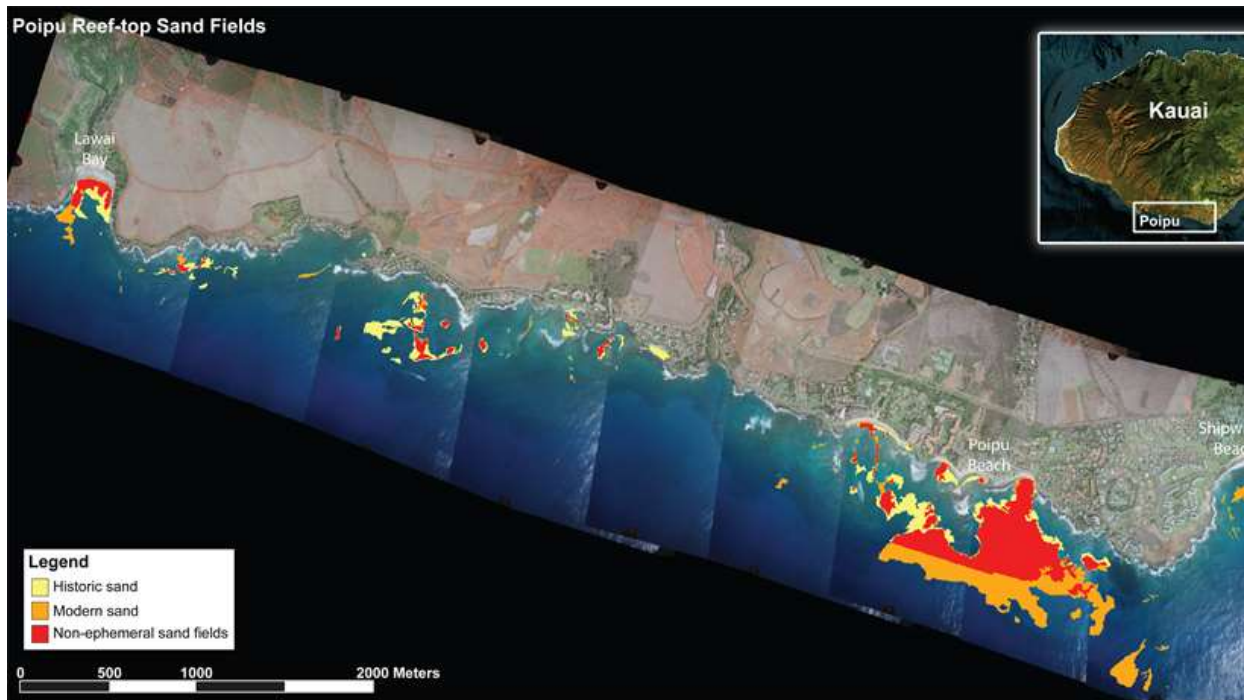 Poipu Reef-top Sand Fields
Kauai
Poipu
Lawai
Bay
Poipu
Beach
Legend
Historic sand
Modern sand
Non-ephemeral sand fields
0 500 1000 2000 Meters